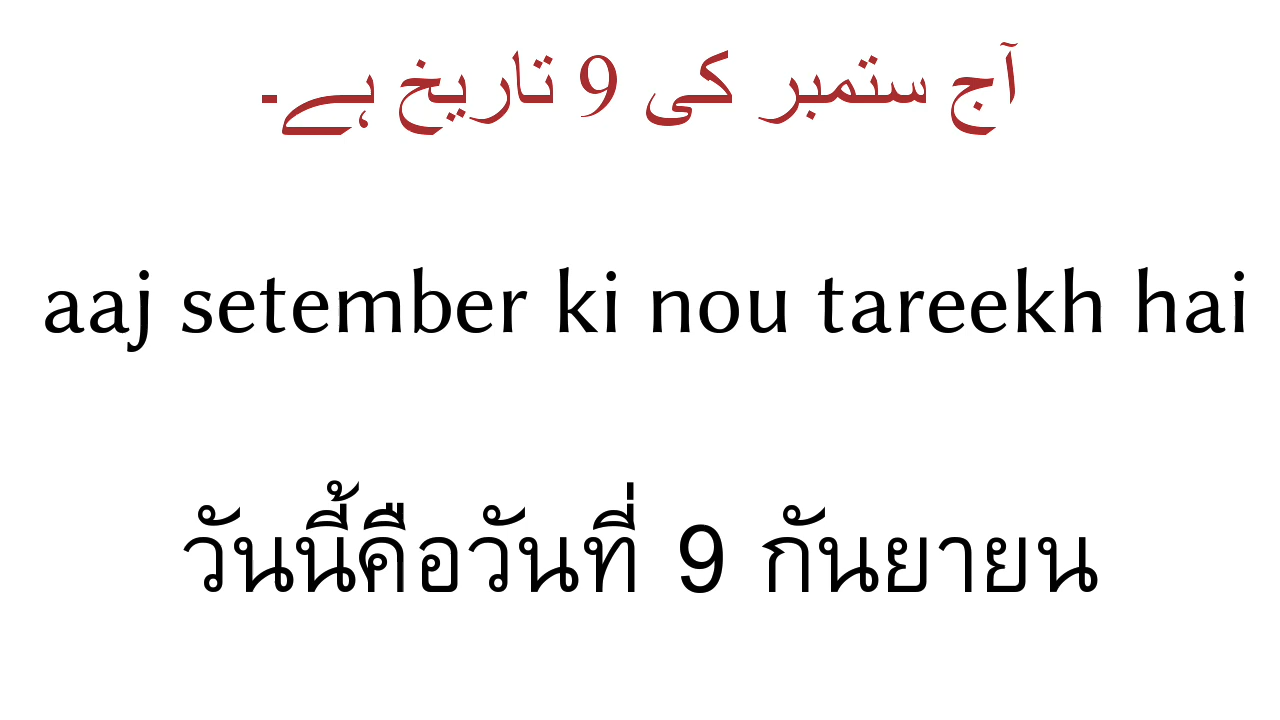 آج ستمبر کی 9 تاریخ ہے۔
aaj setember ki nou tareekh hai
วันนี้คือวันที่ 9 กันยายน